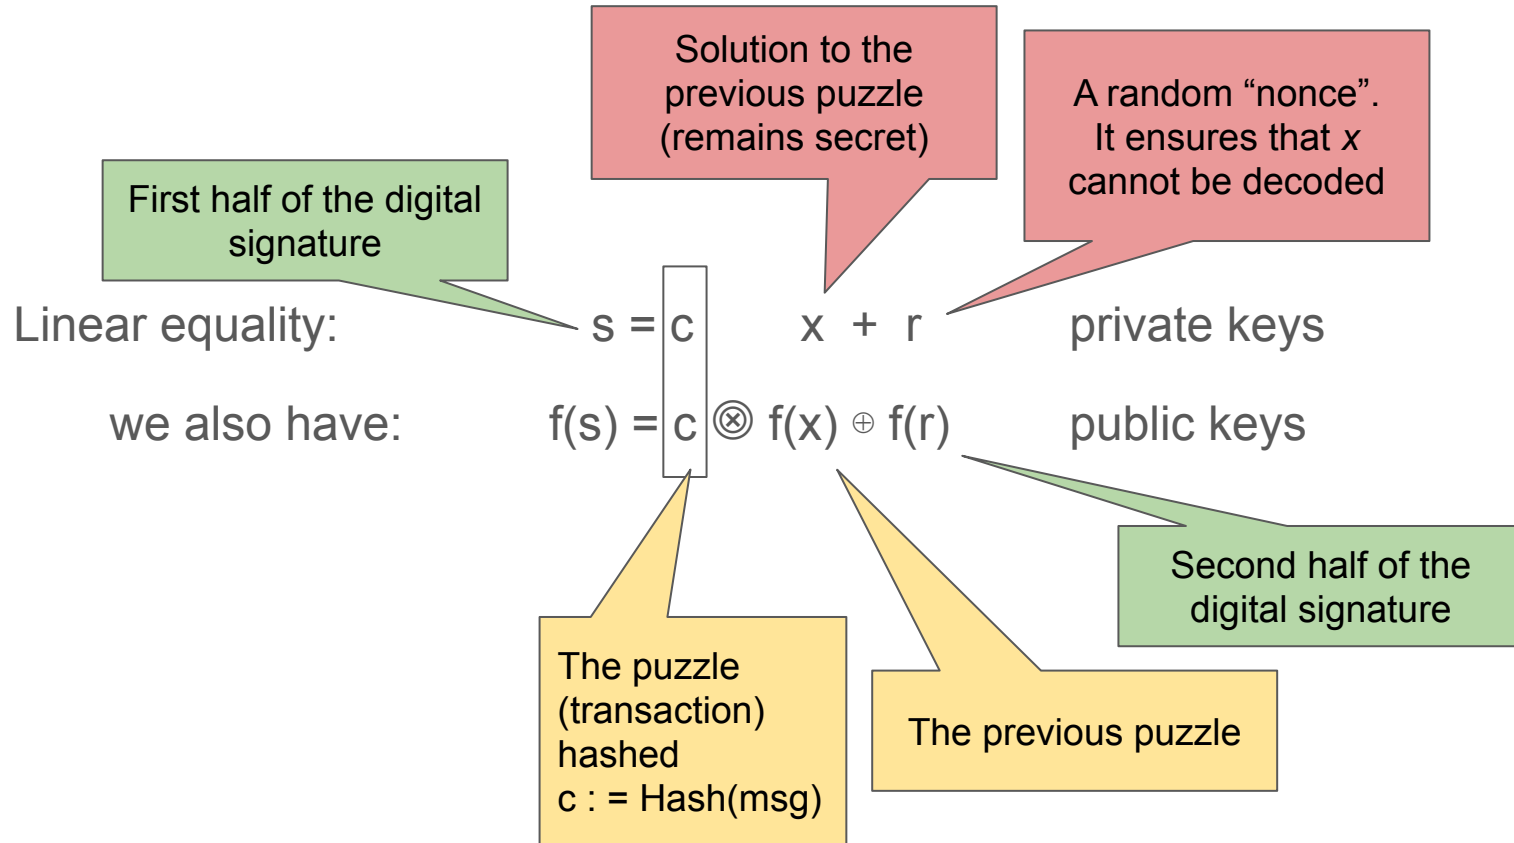 Solution to the
previous puzzle
(remains secret)
A random “nonce”.
It ensures that x
cannot be decoded
First half of the digital
signature
Linear equality: s = c x + r private keys
we also have: f(s) = c ⊗ f(x) ⊕ f(r) public keys
Second half of the
digital signature
The puzzle
(transaction)
hashed
c : = Hash(msg)
The previous puzzle